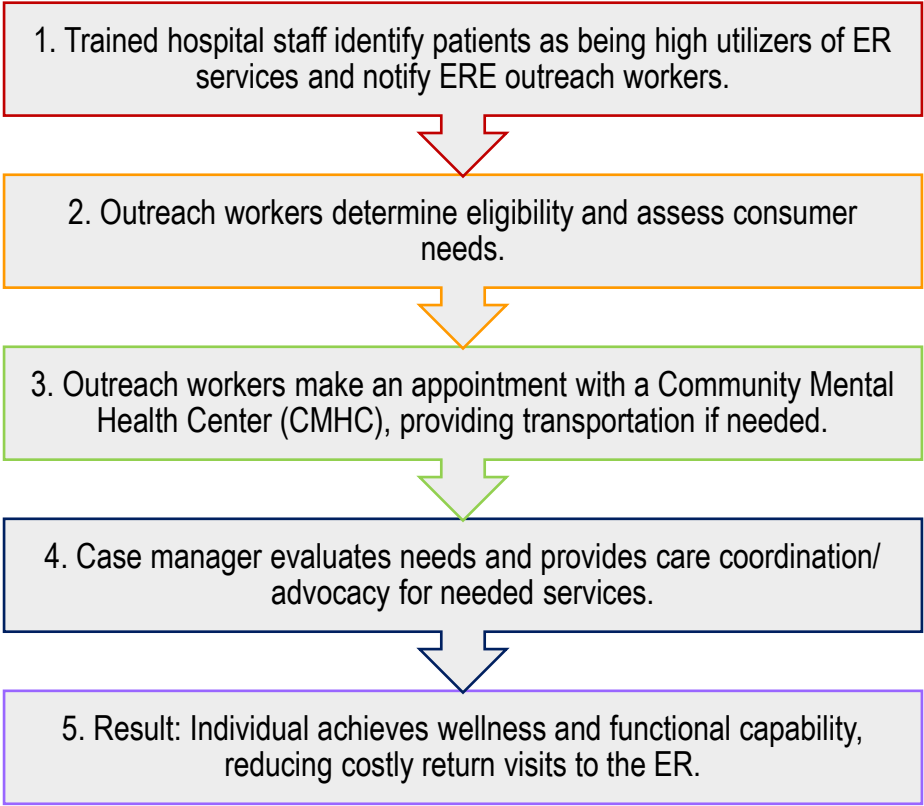 1. Trained hospital staff identify patients as being high utilizers of ER
services and notify ERE outreach workers.
2. Outreach workers determine eligibility and assess consumer
needs.
3. Outreach workers make an appointment with a Community Mental
Health Center (CMHC), providing transportation if needed.
4. Case manager evaluates needs and provides care coordination/
advocacy for needed services.
5. Result: Individual achieves wellness and functional capability,
reducing costly return visits to the ER.